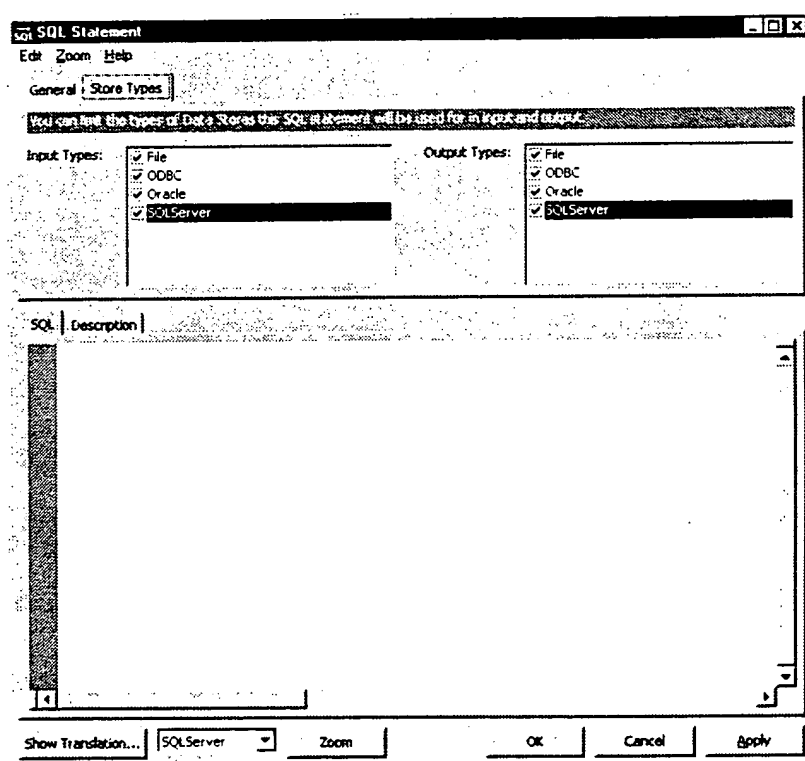 SQL SQL Statement
Edit Zoom Help
General Store Types
You can limit the types of Data Stores this SQL statement will be used for in input and output.
Input Types: File Output Types: File
ODBC ODBC
Oracle Oracle
SQLServer SQLServer
SQL Description
Show Translation... SQLServer Zoom OK Cancel Apply